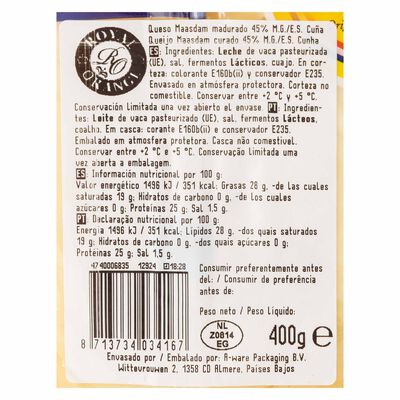 ROYAL
RO
ORANGE
Queso Maasdam madurado 45% M.G./E.S. Cuña
Queijo Maasdam curado 45% M.G./E.S. Cunha
ES: Ingredientes: Leche de vaca pasteurizada
(UE), sal, fermentos lácticos, cuajo. En cor-
teza: colorante E160b(ii) e conservador E235.
Envasado en atmósfera protectora. Corteza no
comestible. Conservar entre +2 °C y +5 °C.
Conservación limitada una vez abierto el envase. PT: Ingredien-
tes: Leite de vaca pasteurizado (UE), sal, fermentos Lácteos,
coalho. Em casca: corante E160b(ii) e conservador E235.
Embalado em atmosfera protetora. Casca não comestível.
Conservar entre +2 °C e +5 °C. Conservação limitada uma
vez aberta a embalagem.
ES: Información nutricional por 100 g:
Valor energético 1496 kJ / 351 kcal: Grasas 28 g, -de las cuales
saturadas 19 g; Hidratos de carbono 0 g, -de los cuales
azúcares 0 g; Proteínas 25 g; Sal 1,5 g.
PT: Declaração nutricional por 100 g:
Energia 1496 kJ / 351 kcal; Lípidos 28 g, -dos quais saturados
19 g; Hidratos de carbono 0 g, -dos quais açúcares 0 g;
Proteínas 25 g; Sal 1,5 g.
4740006835 12924 18:28
8 713734 034167
Consumir preferentemente antes
del: / Consumir de preferência
antes de:
Peso neto / Peso Líquido:
NL
Z0814
EG
400g e
Envasado por / Embalado por: A-ware Packaging B.V.
Wittevrouwen 2, 1358 CD Almere, Países Bajos